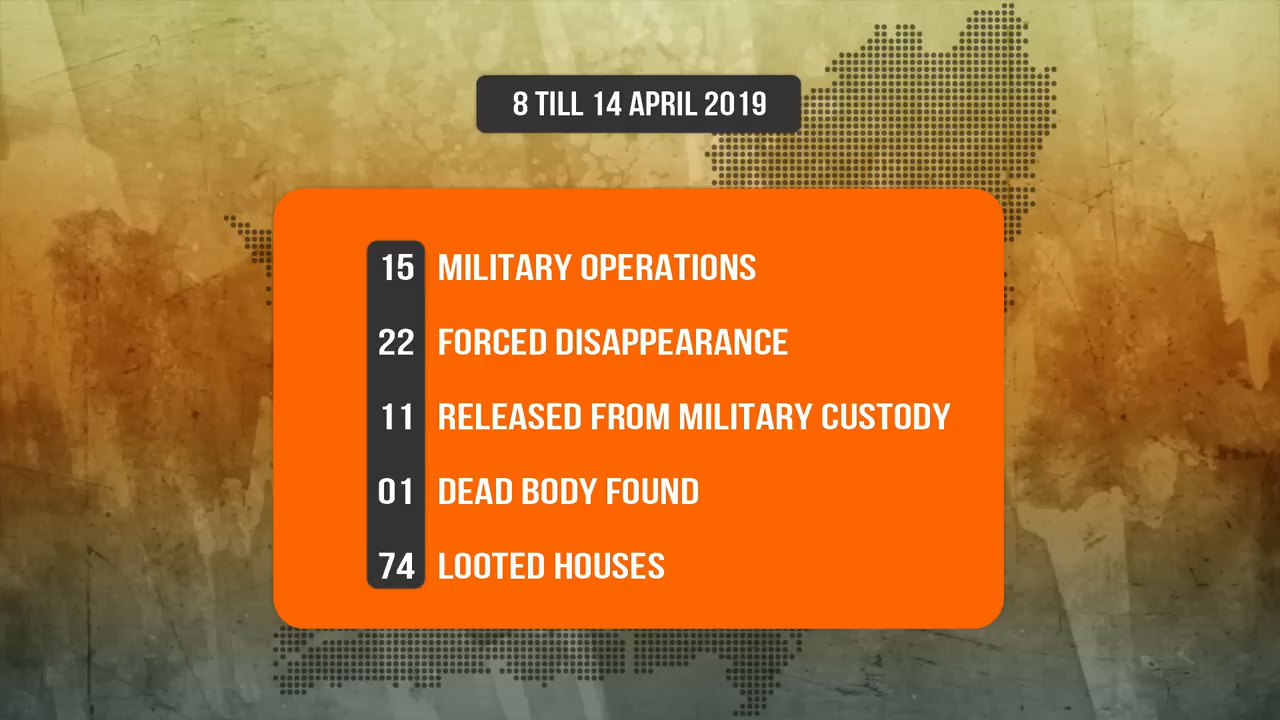 8 TILL 14 APRIL 2019
15 MILITARY OPERATIONS
22 FORCED DISAPPEARANCE
11 RELEASED FROM MILITARY CUSTODY
01 DEAD BODY FOUND
74 LOOTED HOUSES